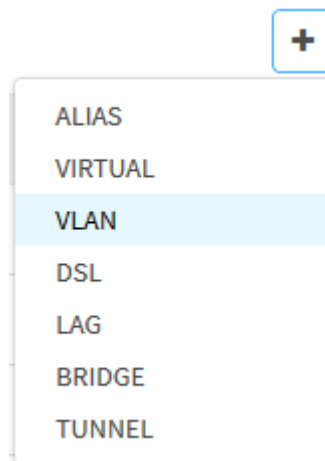 ALIAS
VIRTUAL
VLAN
DSL
LAG
BRIDGE
TUNNEL